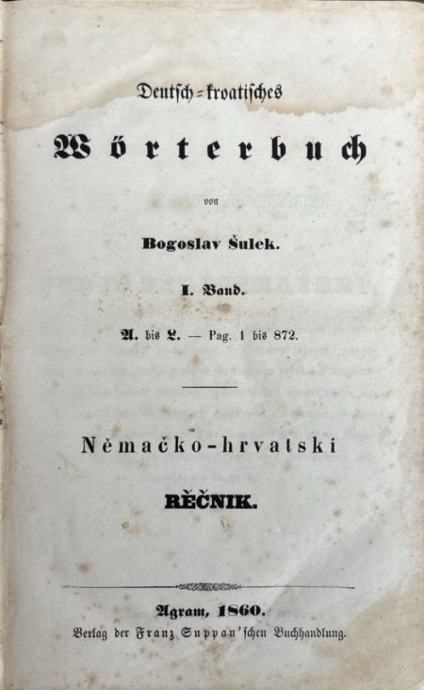 Deutsch-kroatisches
Wörterbuch
von
Bogoslav Šulek.
I. Band.
A. bis L. — Pag. 1 bis 872.
Němačko-hrvatski
RĚČNIK.
Agram, 1860.
Verlag der Franz Suppan'schen Buchhandlung.